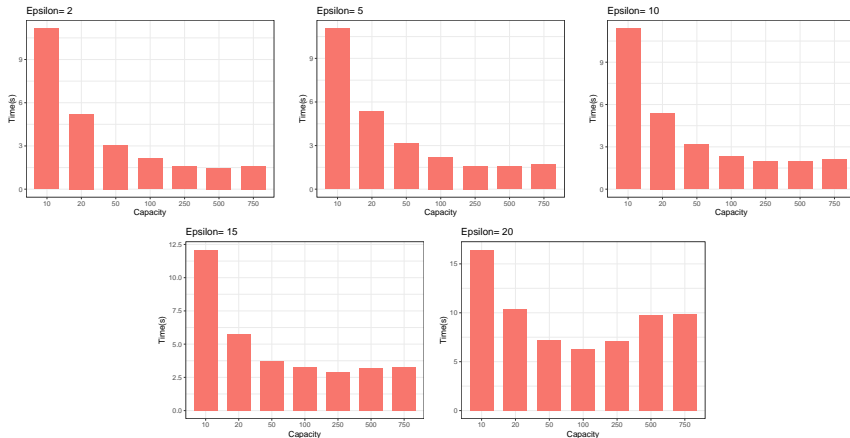 Epsilon= 2
Time(s)
9
6
3
0
10 20 50 100 250 500 750
Capacity
Epsilon= 5
Time(s)
9
6
3
0
10 20 50 100 250 500 750
Capacity
Epsilon= 10
Time(s)
9
6
3
0
10 20 50 100 250 500 750
Capacity
Epsilon= 15
Time(s)
12.5
10.0
7.5
5.0
2.5
0.0
10 20 50 100 250 500 750
Capacity
Epsilon= 20
Time(s)
15
10
5
0
10 20 50 100 250 500 750
Capacity